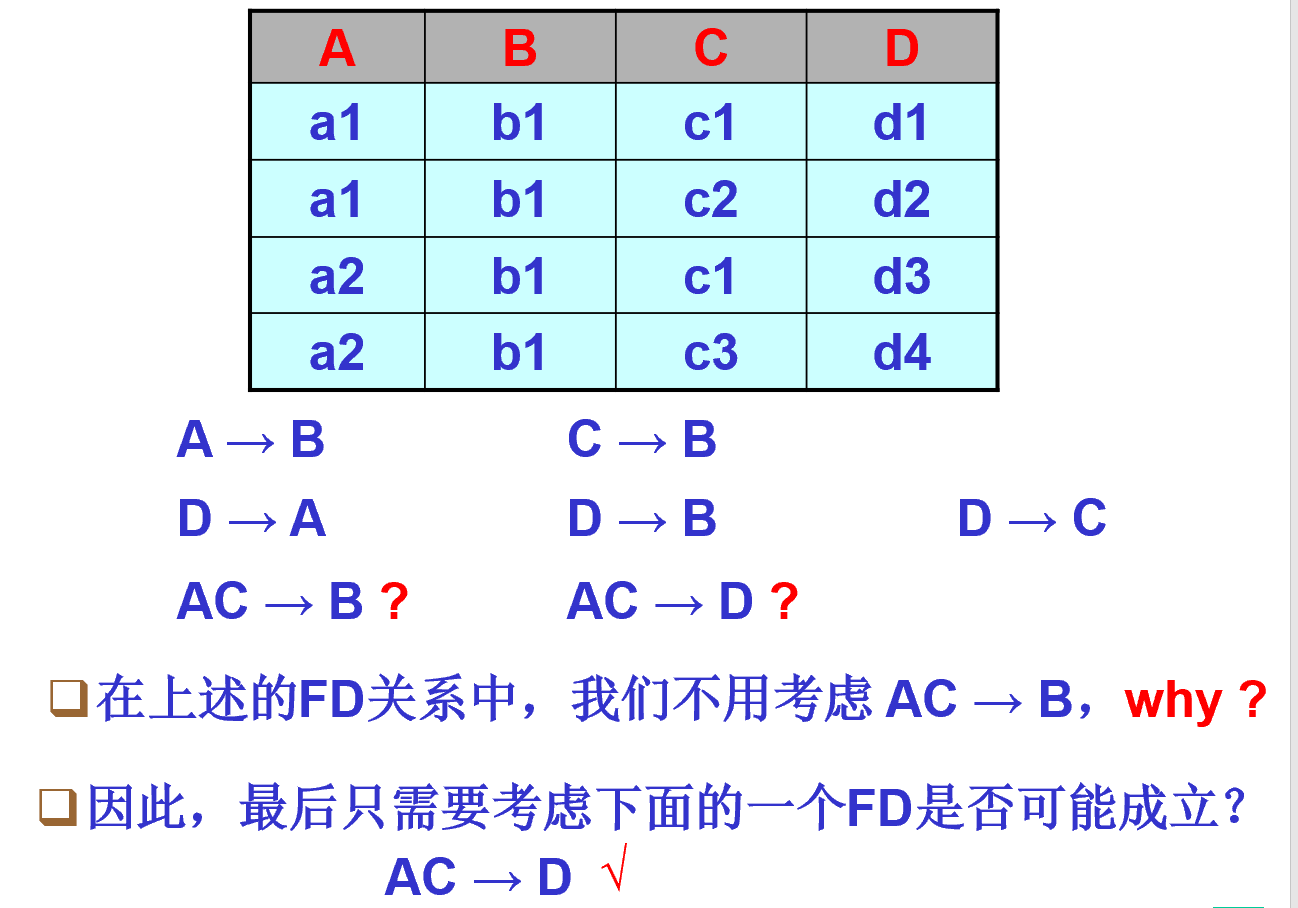 A B C D
a1 b1 c1 d1
a1 b1 c2 d2
a2 b1 c1 d3
a2 b1 c3 d4
A → B C → B
D → A D → B D → C
AC → B ? AC → D ?
❑在上述的FD关系中，我们不用考虑 AC → B，why ?
❑因此，最后只需要考虑下面的一个FD是否可能成立？
AC → D √